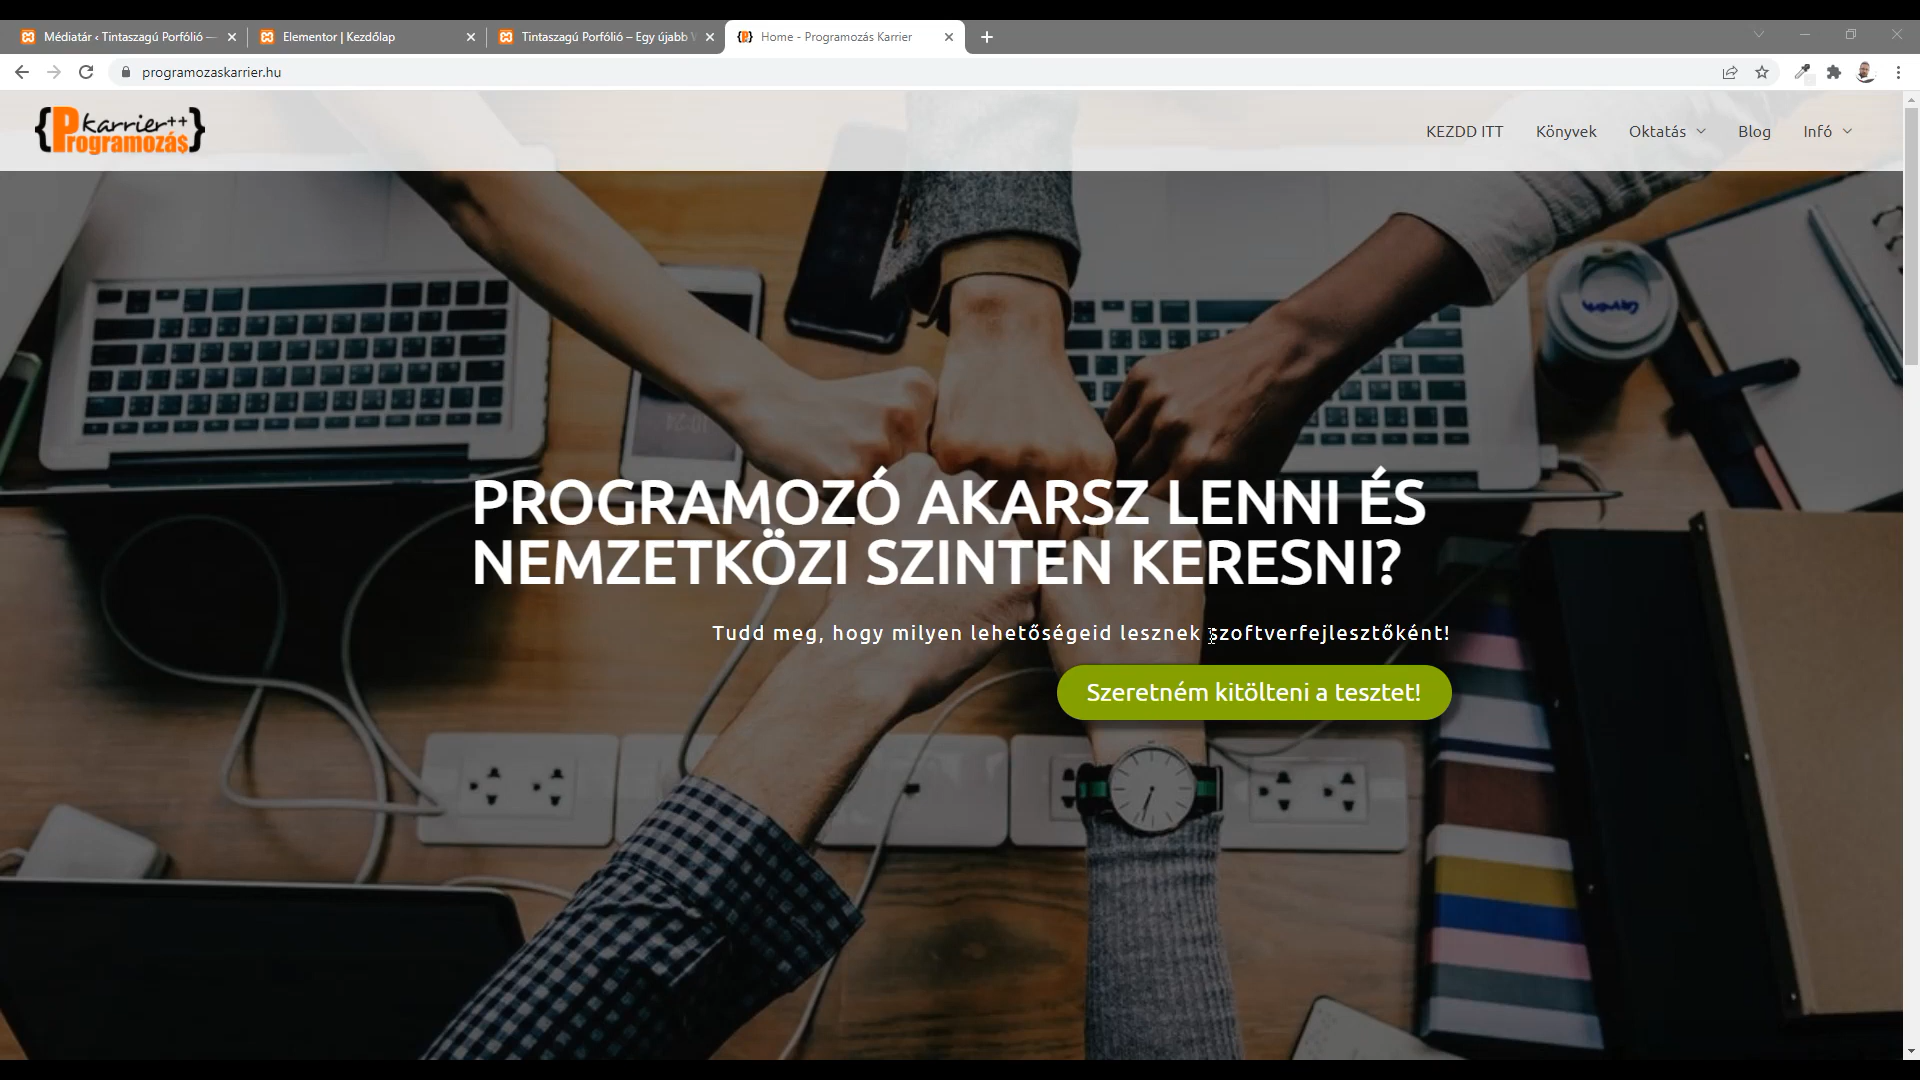 Médiatár ‹ Tintaszagú Porfólió —
Elementor | Kezdőlap
Tintaszagú Porfólió – Egy újabb
Home - Programozás Karrier
programozaskarrier.hu
{Programozás karrier++}
KEZDD ITT
Könyvek
Oktatás
Blog
Infó
PROGRAMOZÓ AKARSZ LENNI ÉS
NEMZETKÖZI SZINTEN KERESNI?
Tudd meg, hogy milyen lehetőségeid lesznek szoftverfejlesztőként!
Szeretném kitölteni a tesztet!